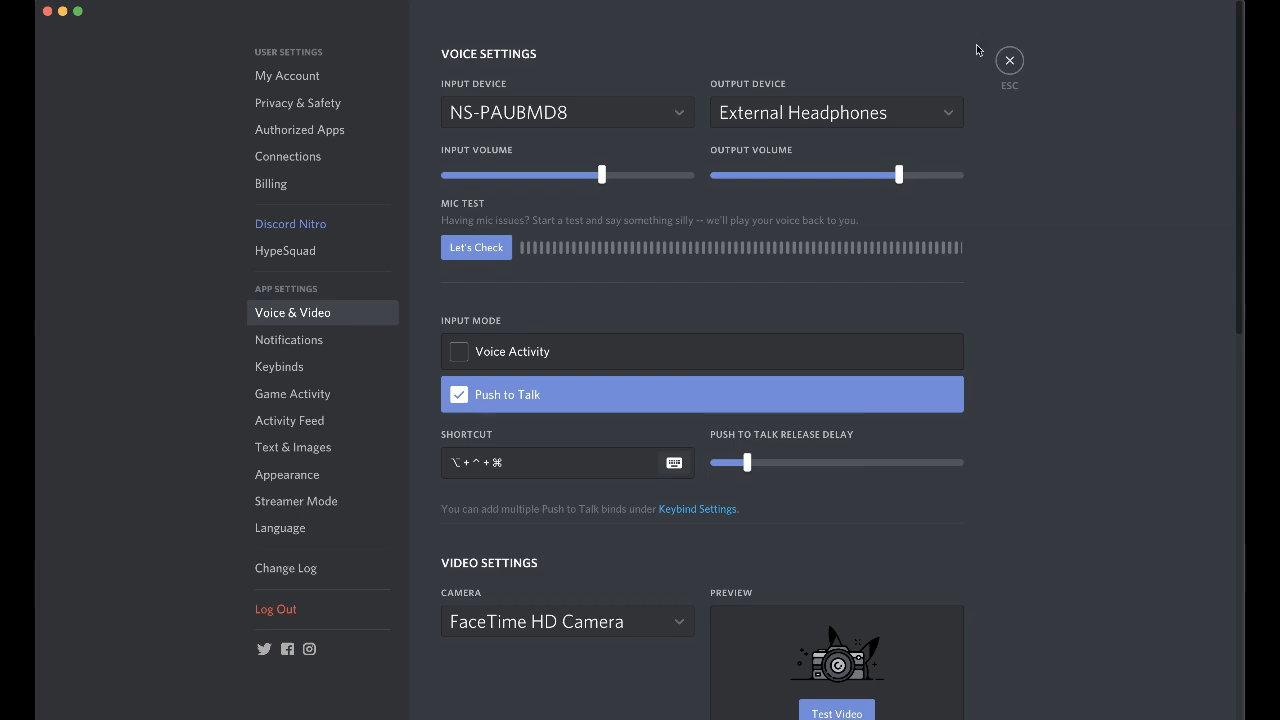 USER SETTINGS
My Account
Privacy & Safety
Authorized Apps
Connections
Billing
Discord Nitro
HypeSquad
APP SETTINGS
Voice & Video
Notifications
Keybinds
Game Activity
Activity Feed
Text & Images
Appearance
Streamer Mode
Language
Change Log
Log Out
VOICE SETTINGS
ESC
INPUT DEVICE
OUTPUT DEVICE
NS-PAUBMD8
External Headphones
INPUT VOLUME
OUTPUT VOLUME
MIC TEST
Having mic issues? Start a test and say something silly -- we'll play your voice back to you.
Let's Check
INPUT MODE
Voice Activity
Push to Talk
SHORTCUT
PUSH TO TALK RELEASE DELAY
⌥ + ^ + ⌘
You can add multiple Push to Talk binds under Keybind Settings.
VIDEO SETTINGS
CAMERA
PREVIEW
FaceTime HD Camera
Test Video